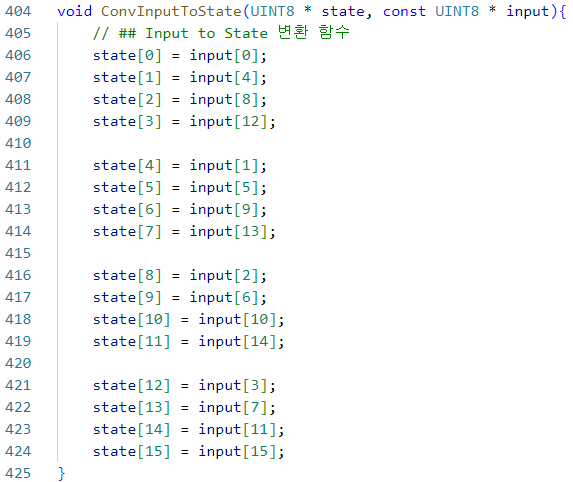 404 void ConvInputToState(UINT8 * state, const UINT8 * input){
405     // ## Input to State 변환 함수
406     state[0] = input[0];
407     state[1] = input[4];
408     state[2] = input[8];
409     state[3] = input[12];
410
411     state[4] = input[1];
412     state[5] = input[5];
413     state[6] = input[9];
414     state[7] = input[13];
415
416     state[8] = input[2];
417     state[9] = input[6];
418     state[10] = input[10];
419     state[11] = input[14];
420
421     state[12] = input[3];
422     state[13] = input[7];
423     state[14] = input[11];
424     state[15] = input[15];
425 }